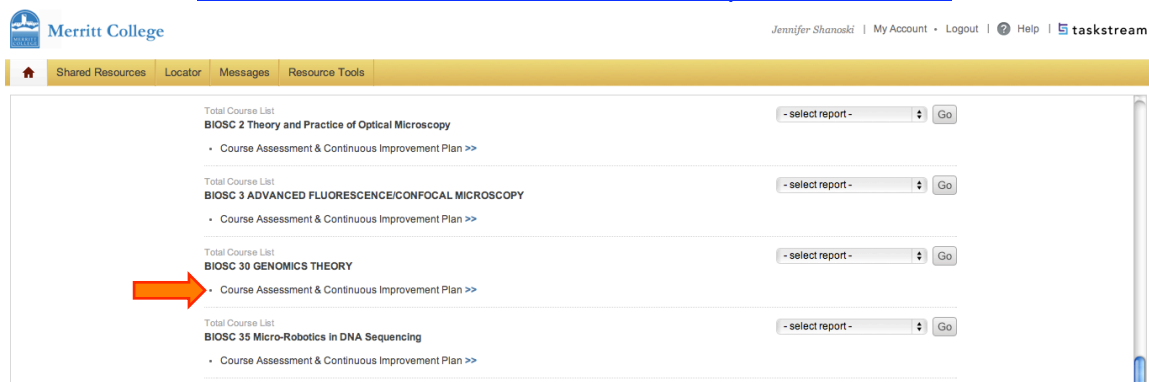 Merritt College
Jennifer Shanoski | My Account • Logout | ? Help | taskstream
Shared Resources Locator Messages Resource Tools
Total Course List
BIOSC 2 Theory and Practice of Optical Microscopy
- select report - Go
• Course Assessment & Continuous Improvement Plan >>
Total Course List
BIOSC 3 ADVANCED FLUORESCENCE/CONFOCAL MICROSCOPY
- select report - Go
• Course Assessment & Continuous Improvement Plan >>
Total Course List
BIOSC 30 GENOMICS THEORY
- select report - Go
• Course Assessment & Continuous Improvement Plan >>
Total Course List
BIOSC 35 Micro-Robotics in DNA Sequencing
- select report - Go
• Course Assessment & Continuous Improvement Plan >>